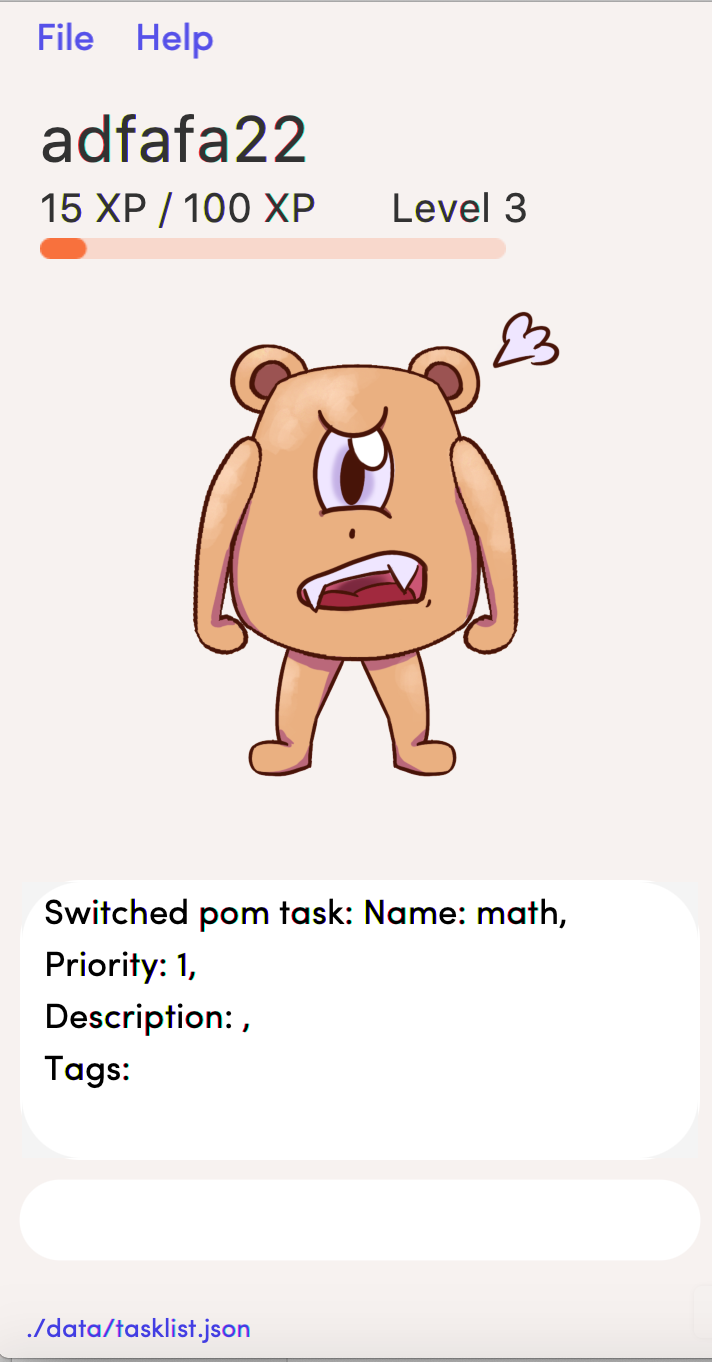 File Help
adfafa22
15 XP / 100 XP Level 3
Switched pom task: Name: math,
Priority: 1,
Description: ,
Tags:
./data/tasklist.json